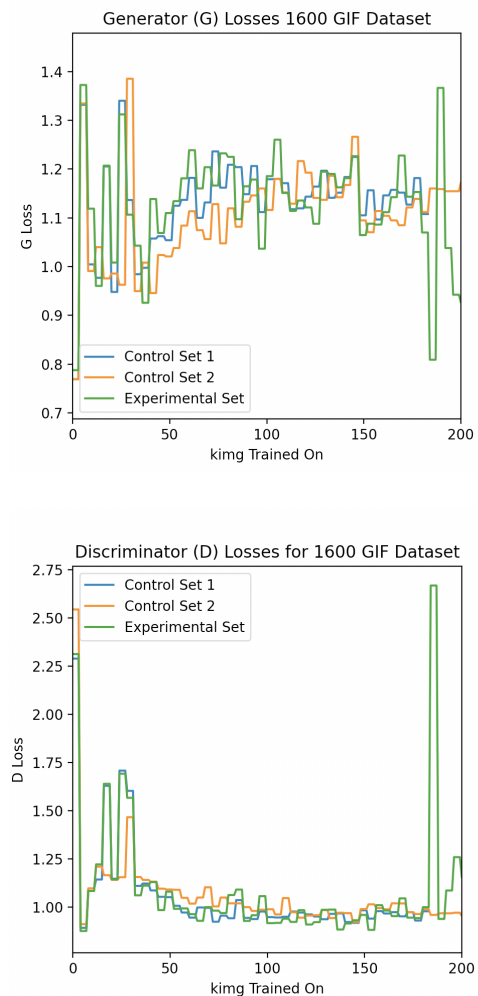 Generator (G) Losses 1600 GIF Dataset
1.4
1.3
1.2
1.1
1.0
0.9
0.8
0.7
G Loss
Control Set 1
Control Set 2
Experimental Set
0 50 100 150 200
kimg Trained On
Discriminator (D) Losses for 1600 GIF Dataset
2.75
2.50
2.25
2.00
1.75
1.50
1.25
1.00
D Loss
Control Set 1
Control Set 2
Experimental Set
0 50 100 150 200
kimg Trained On